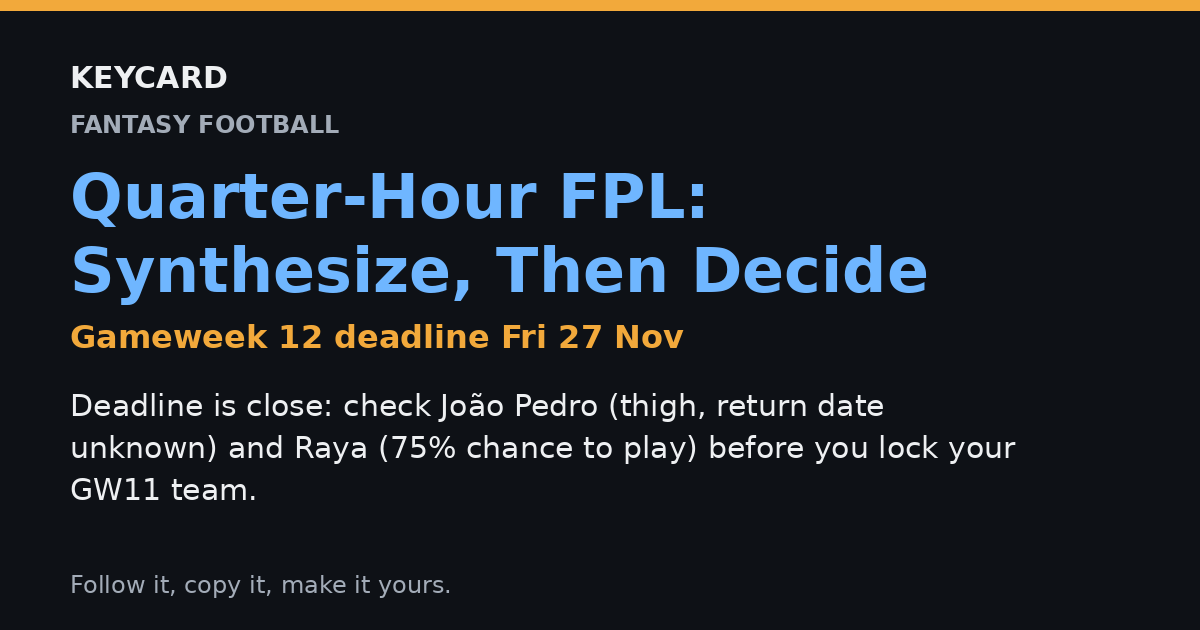 KEYCARD
FANTASY FOOTBALL
Quarter-Hour FPL:
Synthesize, Then Decide
Gameweek 12 deadline Fri 27 Nov
Deadline is close: check João Pedro (thigh, return date
unknown) and Raya (75% chance to play) before you lock your
GW11 team.
Follow it, copy it, make it yours.